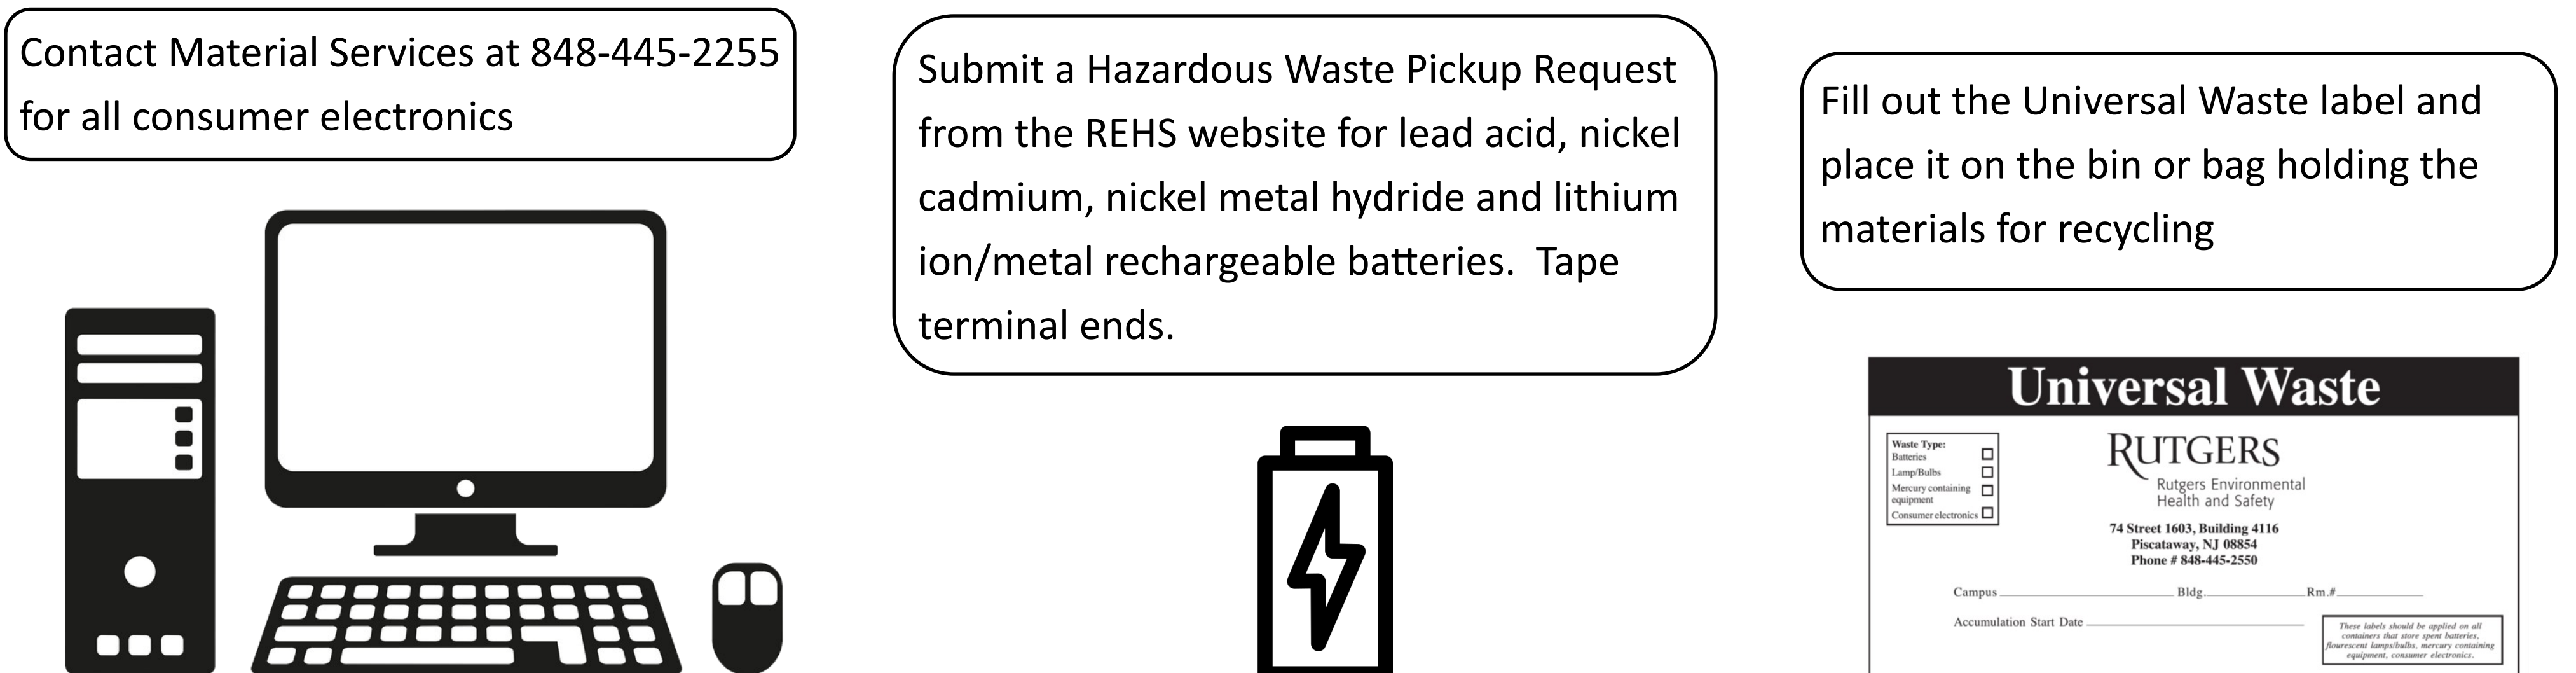 Contact Material Services at 848-445-2255
for all consumer electronics
Submit a Hazardous Waste Pickup Request
from the REHS website for lead acid, nickel
cadmium, nickel metal hydride and lithium
ion/metal rechargeable batteries.  Tape
terminal ends.
Fill out the Universal Waste label and
place it on the bin or bag holding the
materials for recycling
Universal Waste
Waste Type:
Batteries
Lamp/Bulbs
Mercury containing
equipment
Consumer electronics
RUTGERS
Rutgers Environmental
Health and Safety
74 Street 1603, Building 4116
Piscataway, NJ 08854
Phone # 848-445-2550
Campus Bldg. Rm.#
Accumulation Start Date
These labels should be applied on all
containers that store spent batteries,
flourescent lamps/bulbs, mercury containing
equipment, consumer electronics.